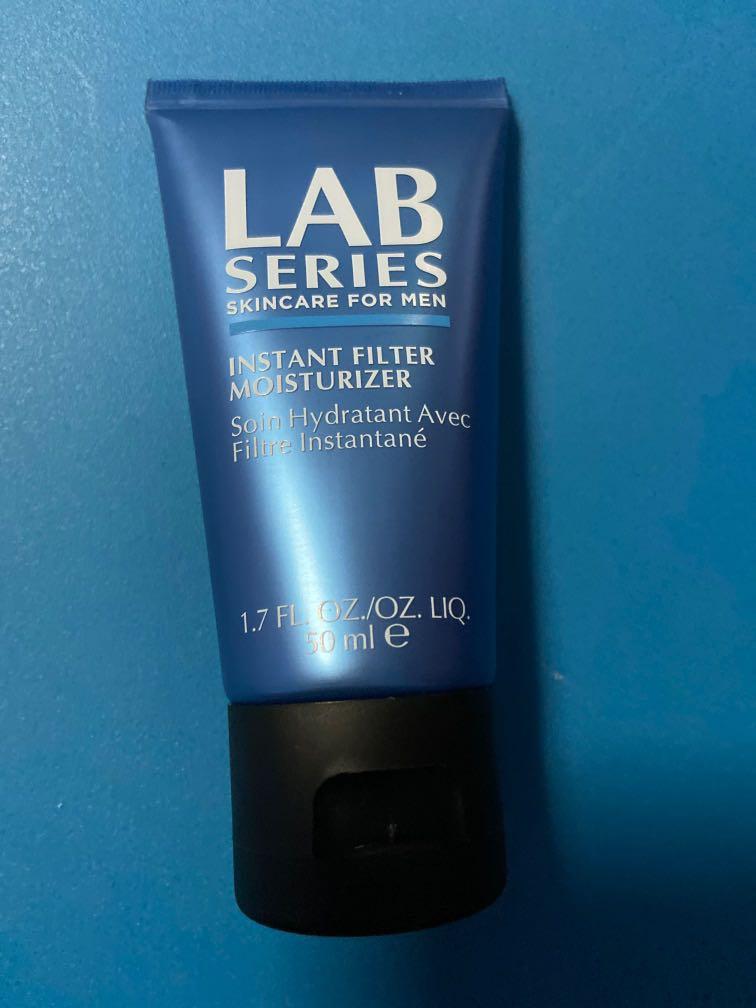 LAB
SERIES
SKINCARE FOR MEN
INSTANT FILTER
MOISTURIZER
Soin Hydratant Avec
Filtre Instantané
1.7 FL. OZ./OZ. LIQ.
50 ml ℮